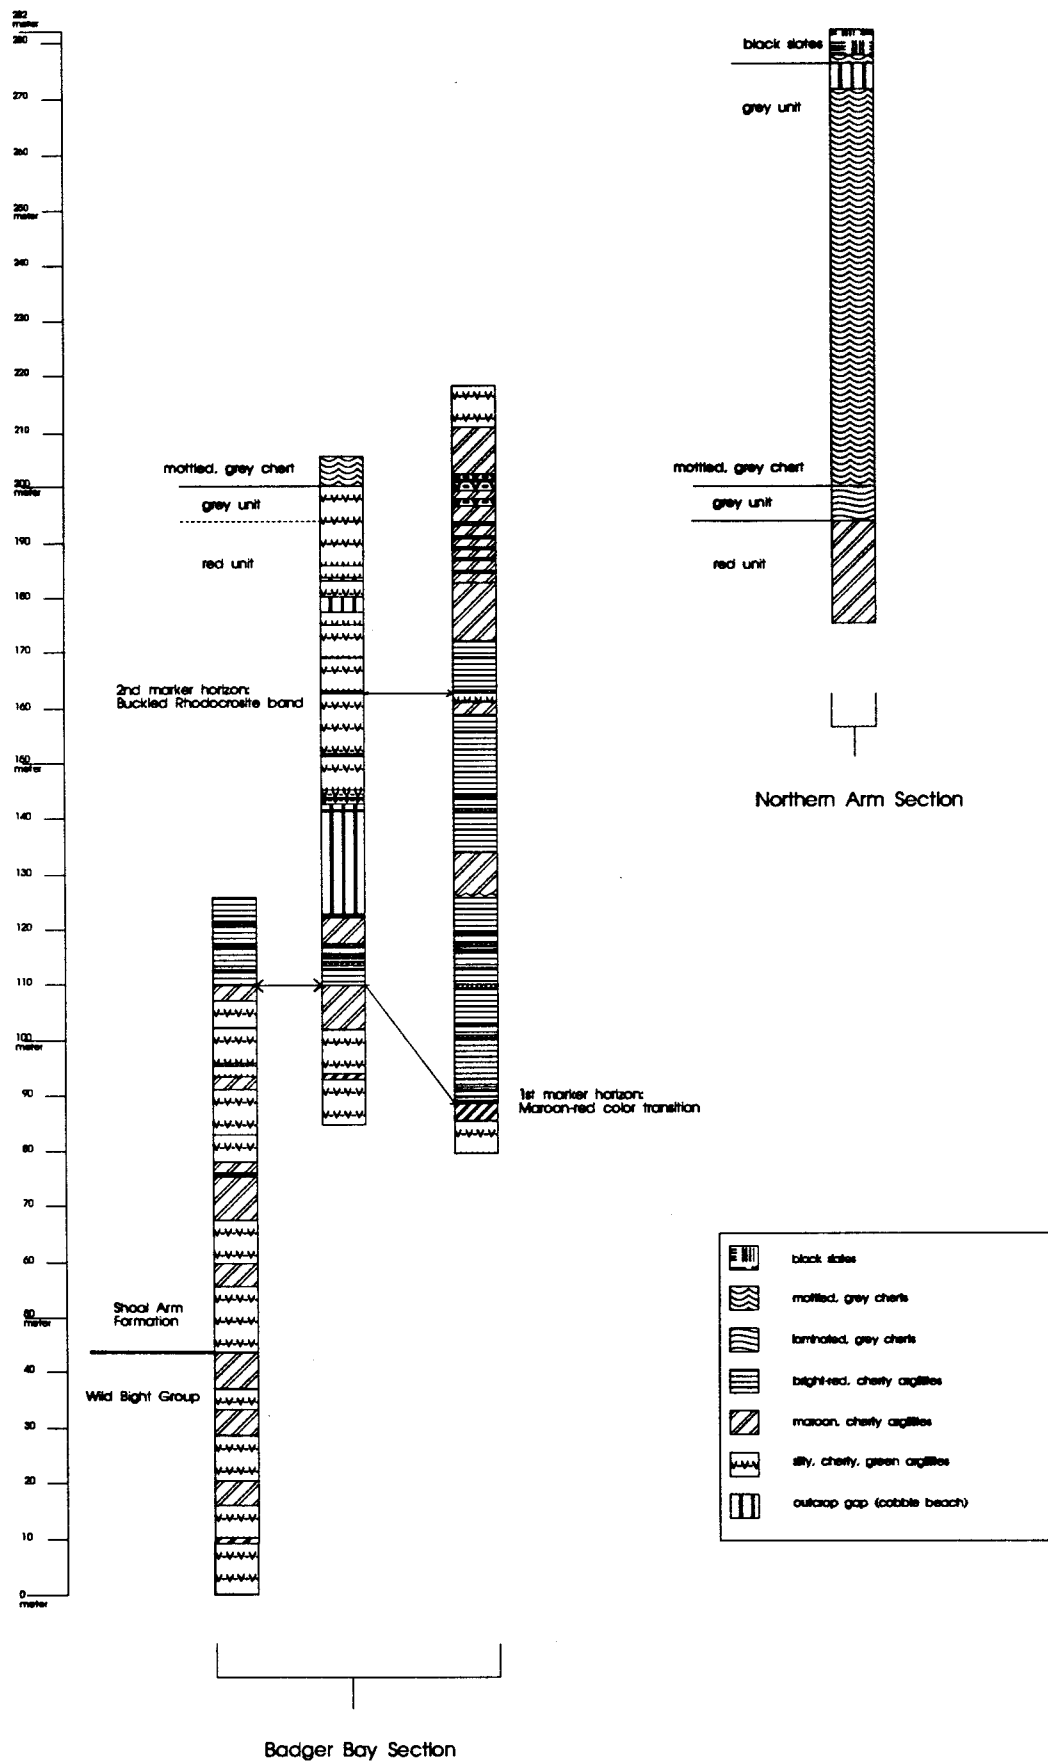 282
meter
280
270
260
250
meter
240
230
220
210
200
meter
190
180
170
160
150
meter
140
130
120
110
100
meter
90
80
70
60
50
meter
40
30
20
10
0
meter
black slates
grey unit
mottled, grey chert
grey unit
red unit
mottled, grey chert
grey unit
red unit
2nd marker horizon:
Buckled Rhodocrosite band
Northern Arm Section
1st marker horizon:
Maroon-red color transition
Shoal Arm
Formation
Wild Bight Group
black slates
mottled, grey cherts
laminated, grey cherts
bright-red, cherty argillites
maroon, cherty argillites
silty, cherty, green argillites
outcrop gap (cobble beach)
Badger Bay Section